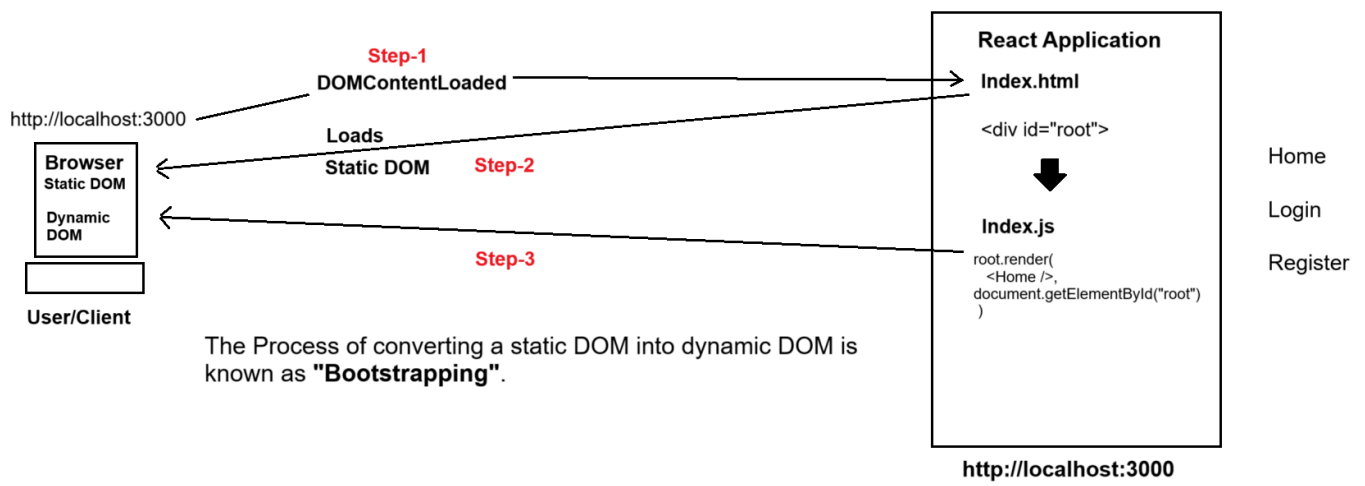 Step-1
DOMContentLoaded
http://localhost:3000
Loads
Static DOM
Step-2
Browser
Static DOM
Dynamic
DOM
Step-3
User/Client
The Process of converting a static DOM into dynamic DOM is
known as "Bootstrapping".
React Application
Index.html
<div id="root">
Index.js
root.render(
<Home />,
document.getElementById("root")
)
http://localhost:3000
Home
Login
Register